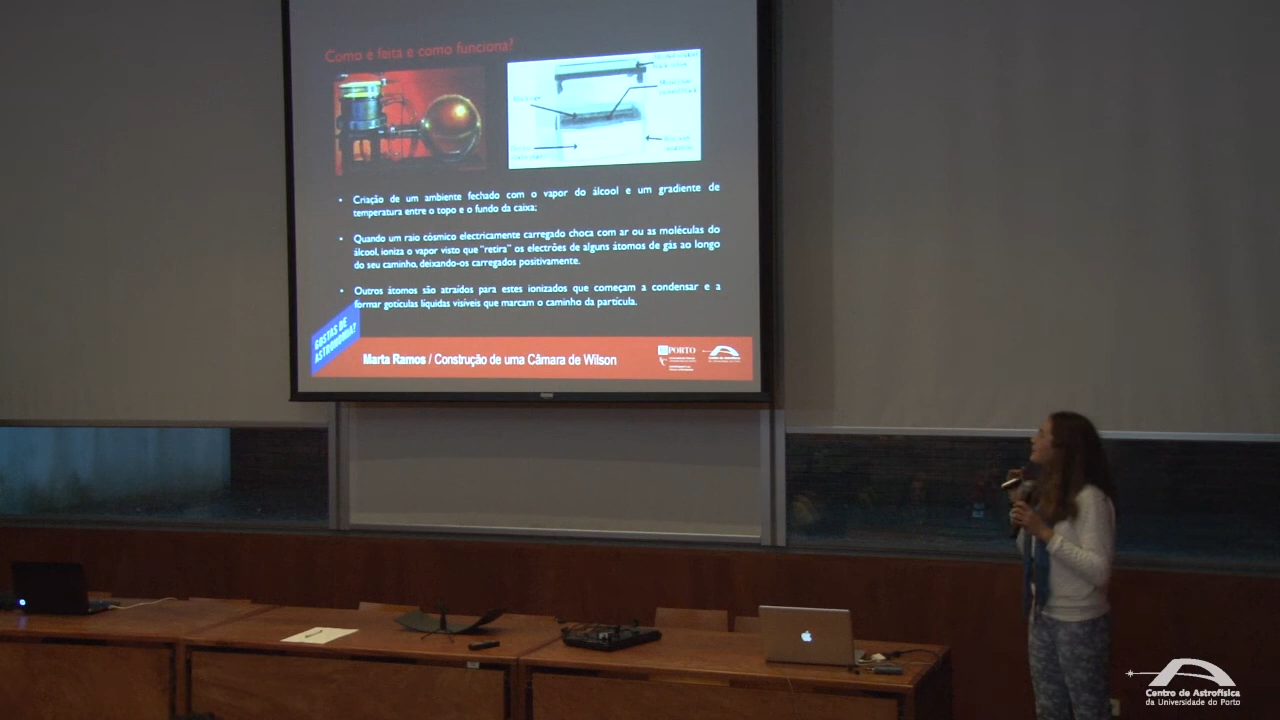 Como é feita e como funciona?
• Criação de um ambiente fechado com o vapor do álcool e um gradiente de
temperatura entre o topo e o fundo da caixa;
• Quando um raio cósmico electricamente carregado choca com ar ou as moléculas do
álcool, ioniza o vapor visto que "retira" os electrões de alguns átomos de gás ao longo
do seu caminho, deixando-os carregados positivamente.
• Outros átomos são atraídos para estes ionizados que começam a condensar e a
formar gotículas líquidas visíveis que marcam o caminho da partícula.
GOSTAS DE
ASTRONOMIA?
Marta Ramos / Construção de uma Câmara de Wilson
PORTO
Centro de Astrofísica
da Universidade do Porto